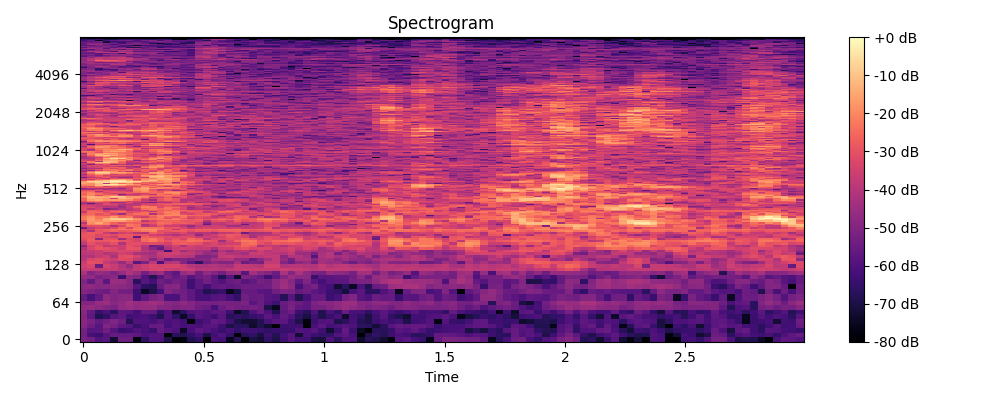 Spectrogram
Hz
4096
2048
1024
512
256
128
64
0
0
0.5
1
1.5
2
2.5
Time
+0 dB
-10 dB
-20 dB
-30 dB
-40 dB
-50 dB
-60 dB
-70 dB
-80 dB